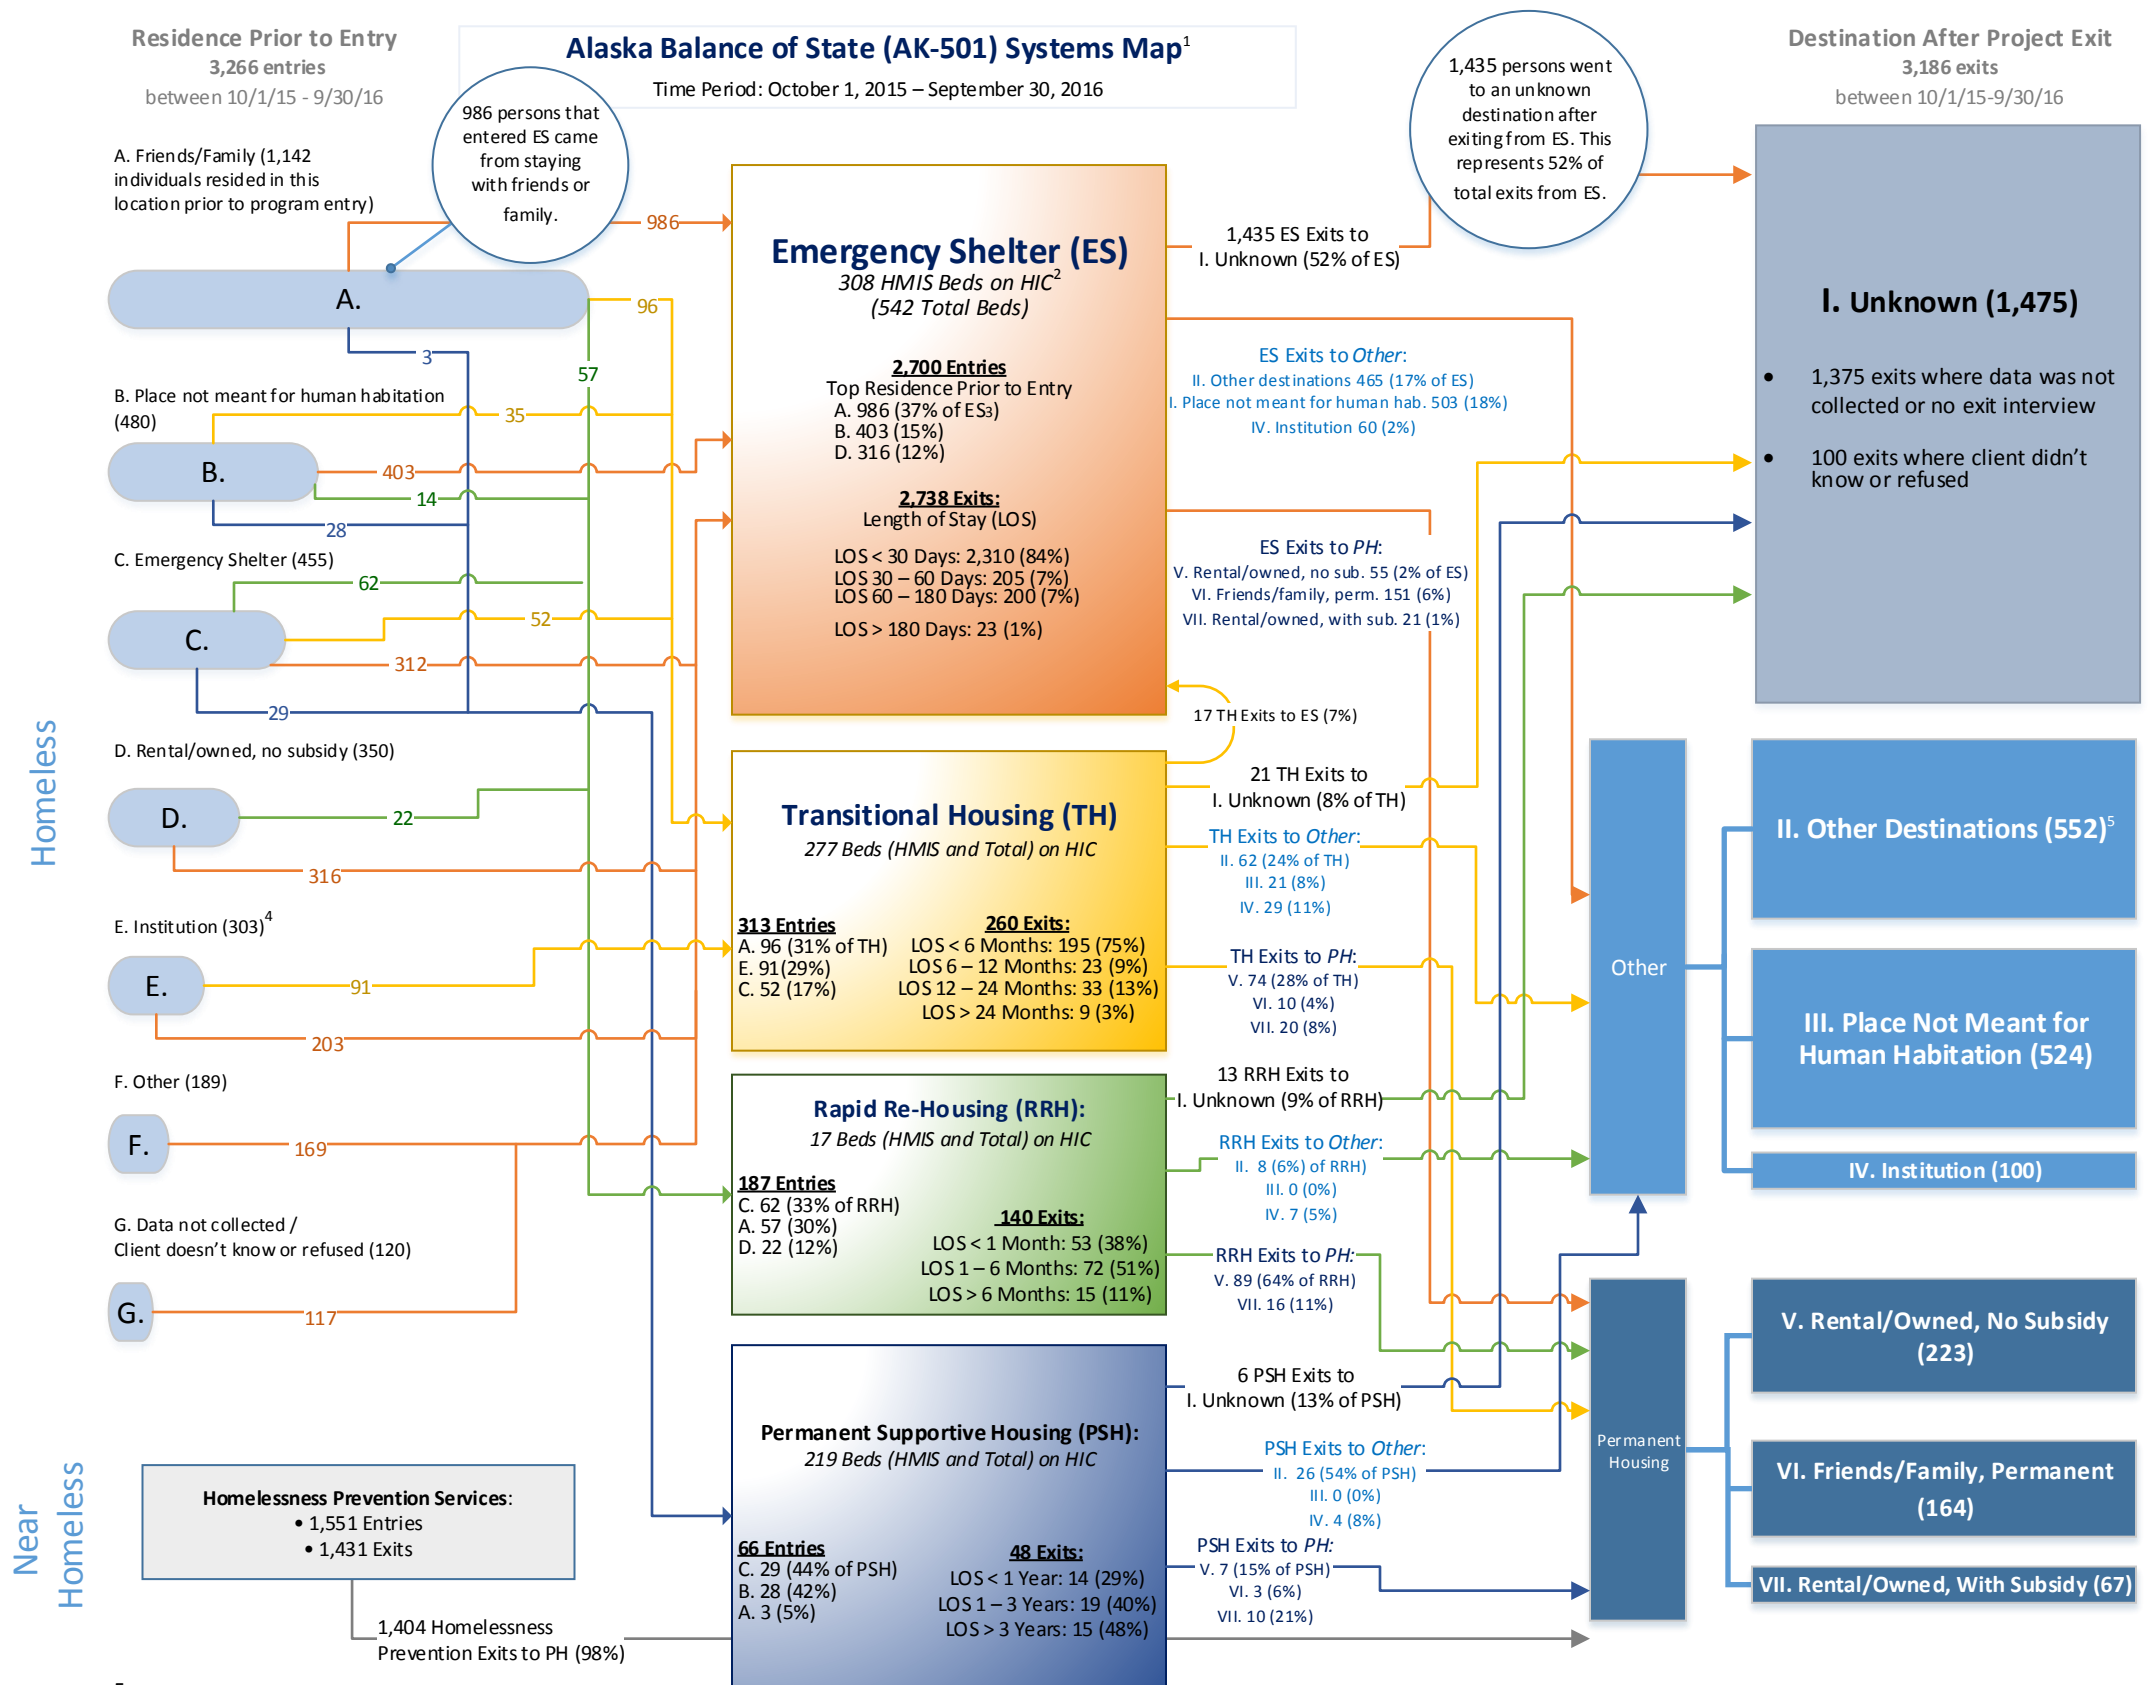 Residence Prior to Entry
3,266 entries
between 10/1/15 - 9/30/16
Alaska Balance of State (AK-501) Systems Map1
Time Period: October 1, 2015 – September 30, 2016
Destination After Project Exit
3,186 exits
between 10/1/15-9/30/16
986 persons that
entered ES came
from staying
with friends or
family.
1,435 persons went
to an unknown
destination after
exiting from ES. This
represents 52% of
total exits from ES.
Homeless
Near
Homeless
A. Friends/Family (1,142
individuals resided in this
location prior to program entry)
A.
986
96
3
57
B. Place not meant for human habitation
(480)
B.
35
403
14
28
C. Emergency Shelter (455)
C.
62
52
312
29
D. Rental/owned, no subsidy (350)
D.
22
316
E. Institution (303)4
E.
91
203
F. Other (189)
F.
169
G. Data not collected /
Client doesn't know or refused (120)
G.
117
Homelessness Prevention Services:
• 1,551 Entries
• 1,431 Exits
1,404 Homelessness
Prevention Exits to PH (98%)
Emergency Shelter (ES)
308 HMIS Beds on HIC2
(542 Total Beds)
2,700 Entries
Top Residence Prior to Entry
A. 986 (37% of ES3)
B. 403 (15%)
D. 316 (12%)
2,738 Exits:
Length of Stay (LOS)
LOS < 30 Days: 2,310 (84%)
LOS 30 – 60 Days: 205 (7%)
LOS 60 – 180 Days: 200 (7%)
LOS > 180 Days: 23 (1%)
Transitional Housing (TH)
277 Beds (HMIS and Total) on HIC
313 Entries
A. 96 (31% of TH)
E. 91(29%)
C. 52 (17%)
260 Exits:
LOS < 6 Months: 195 (75%)
LOS 6 – 12 Months: 23 (9%)
LOS 12 – 24 Months: 33 (13%)
LOS > 24 Months: 9 (3%)
Rapid Re-Housing (RRH):
17 Beds (HMIS and Total) on HIC
187 Entries
C. 62 (33% of RRH)
A. 57 (30%)
D. 22 (12%)
140 Exits:
LOS < 1 Month: 53 (38%)
LOS 1 – 6 Months: 72 (51%)
LOS > 6 Months: 15 (11%)
Permanent Supportive Housing (PSH):
219 Beds (HMIS and Total) on HIC
66 Entries
C. 29 (44% of PSH)
B. 28 (42%)
A. 3 (5%)
48 Exits:
LOS < 1 Year: 14 (29%)
LOS 1 – 3 Years: 19 (40%)
LOS > 3 Years: 15 (48%)
1,435 ES Exits to
I. Unknown (52% of ES)
ES Exits to Other:
II. Other destinations 465 (17% of ES)
I. Place not meant for human hab. 503 (18%)
IV. Institution 60 (2%)
ES Exits to PH:
V. Rental/owned, no sub. 55 (2% of ES)
VI. Friends/family, perm. 151 (6%)
VII. Rental/owned, with sub. 21 (1%)
17 TH Exits to ES (7%)
21 TH Exits to
I. Unknown (8% of TH)
TH Exits to Other:
II. 62 (24% of TH)
III. 21 (8%)
IV. 29 (11%)
TH Exits to PH:
V. 74 (28% of TH)
VI. 10 (4%)
VII. 20 (8%)
13 RRH Exits to
I. Unknown (9% of RRH)
RRH Exits to Other:
II. 8 (6%) of RRH)
III. 0 (0%)
IV. 7 (5%)
RRH Exits to PH:
V. 89 (64% of RRH)
VII. 16 (11%)
6 PSH Exits to
I. Unknown (13% of PSH)
PSH Exits to Other:
II. 26 (54% of PSH)
III. 0 (0%)
IV. 4 (8%)
PSH Exits to PH:
V. 7 (15% of PSH)
VI. 3 (6%)
VII. 10 (21%)
I. Unknown (1,475)
• 1,375 exits where data was not
collected or no exit interview
• 100 exits where client didn't
know or refused
Other
II. Other Destinations (552)5
III. Place Not Meant for
Human Habitation (524)
IV. Institution (100)
Permanent
Housing
V. Rental/Owned, No Subsidy
(223)
VI. Friends/Family, Permanent
(164)
VII. Rental/Owned, With Subsidy (67)